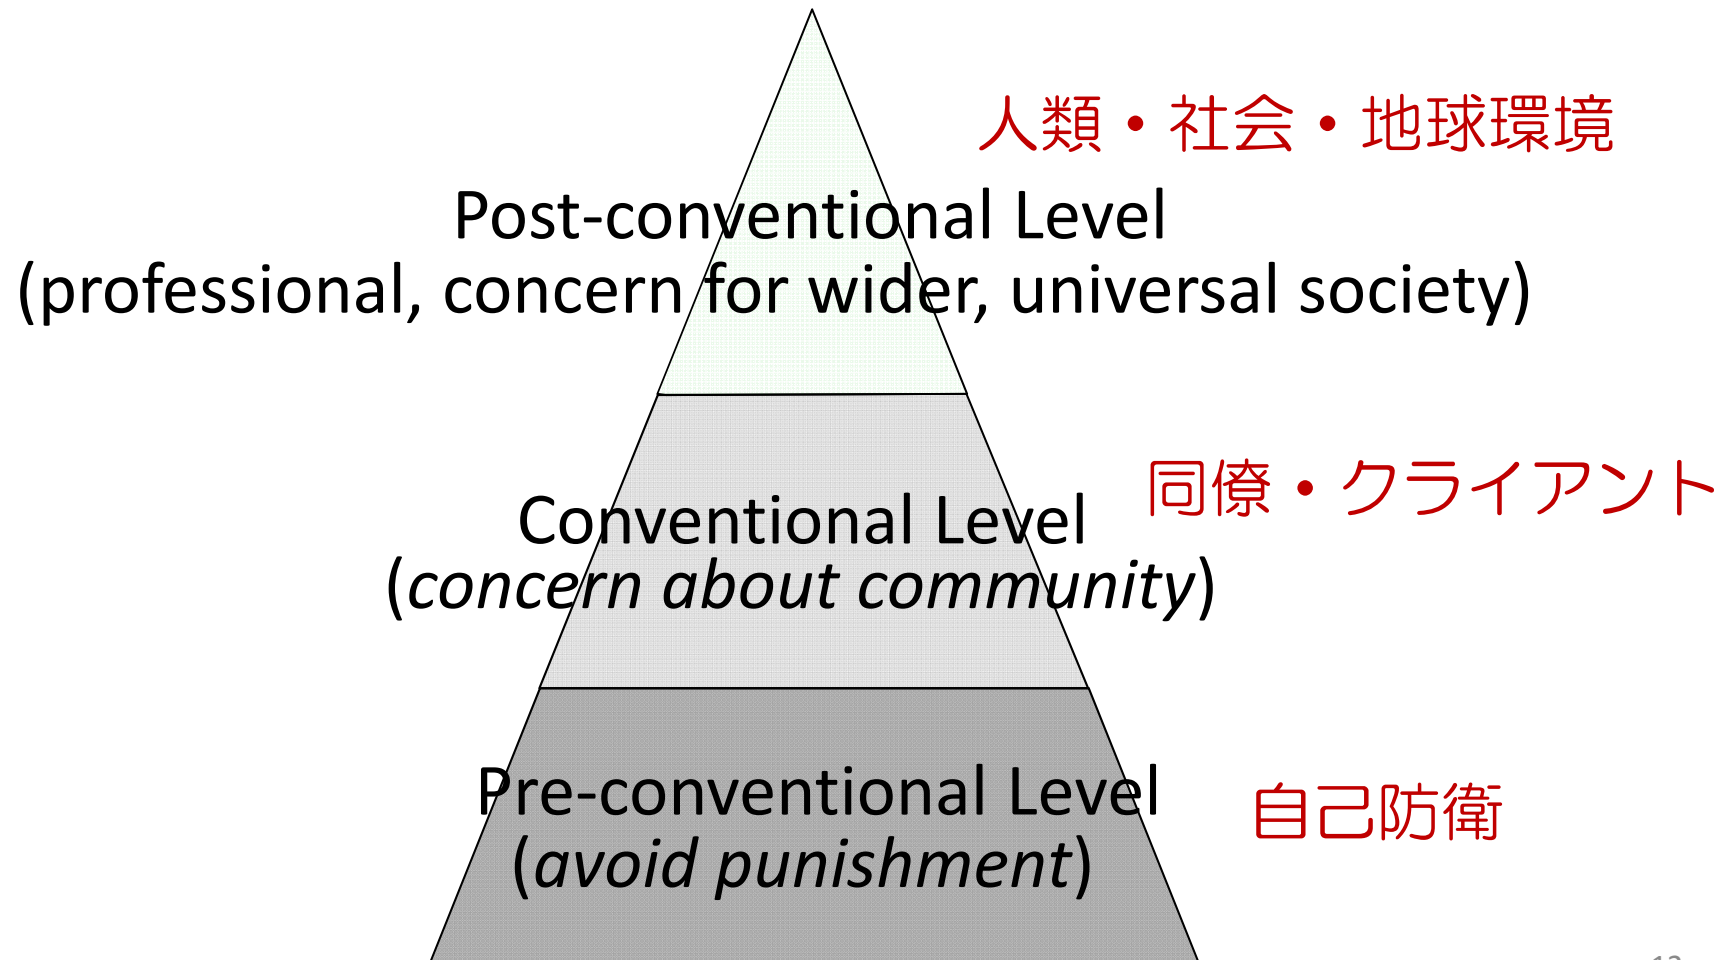 人類・社会・地球環境
Post-conventional Level
(professional, concern for wider, universal society)
同僚・クライアント
Conventional Level
(concern about community)
Pre-conventional Level
自己防衛
(avoid punishment)